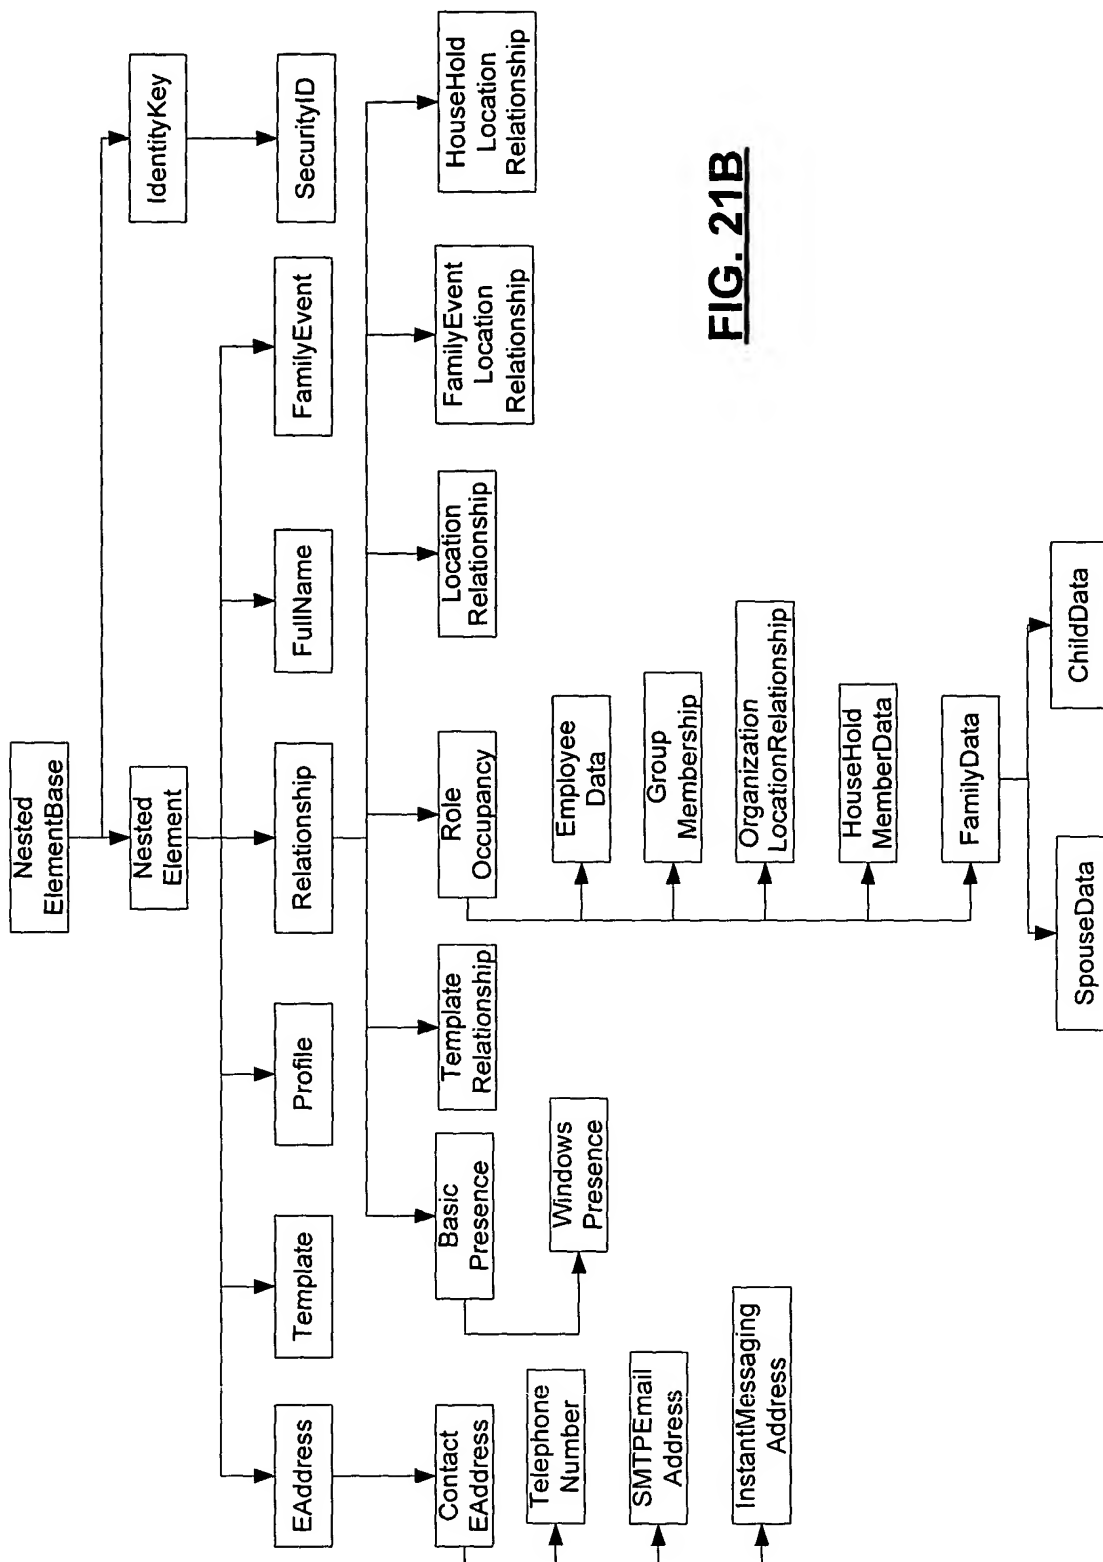 Nested
ElementBase
Nested
Element
IdentityKey
EAddress
Template
Profile
Relationship
FullName
FamilyEvent
SecurityID
Contact
EAddress
Basic
Presence
Template
Relationship
Role
Occupancy
Location
Relationship
FamilyEvent
Location
Relationship
HouseHold
Location
Relationship
Telephone
Number
SMTPEmail
Address
InstantMessaging
Address
Windows
Presence
Employee
Data
Group
Membership
Organization
LocationRelationship
HouseHold
MemberData
FamilyData
SpouseData
ChildData
FIG. 21B